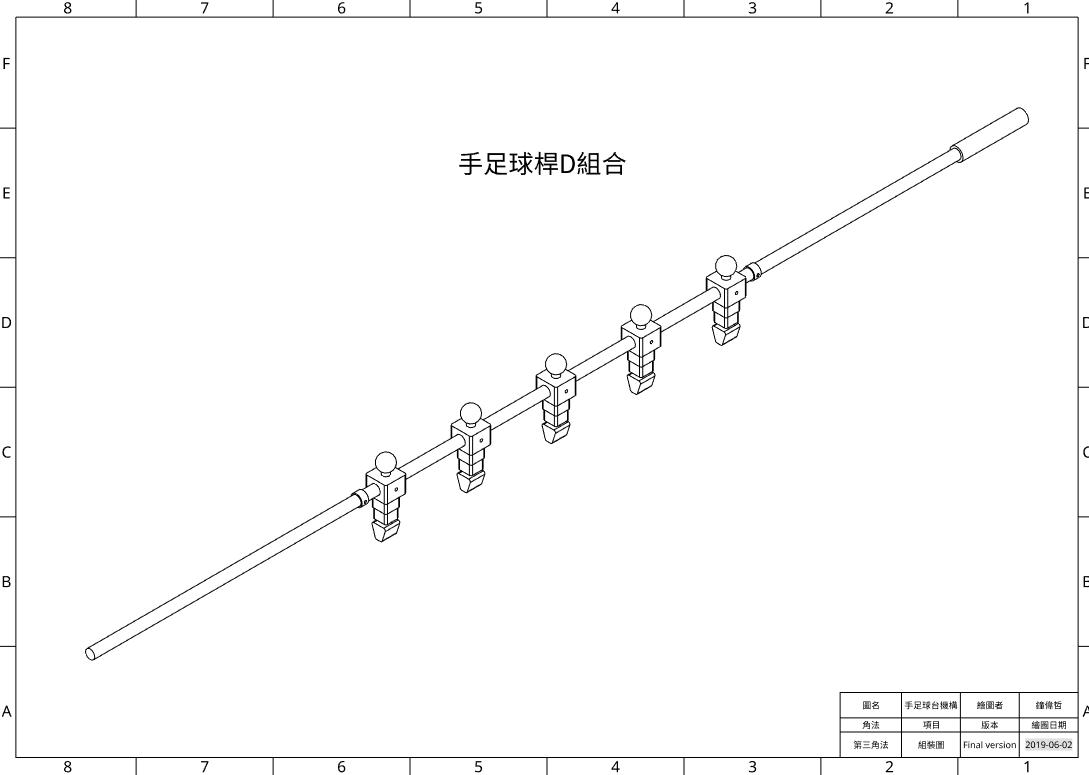 8 7 6 5 4 3 2 1
F F
手足球桿D組合
E E
D D
C C
B B
圖名 手足球台機構 繪圖者 鐘偉哲
A A
角法 項目 版本 繪圖日期
第三角法 組裝圖 Final version 2019-06-02
8 7 6 5 4 3 2 1